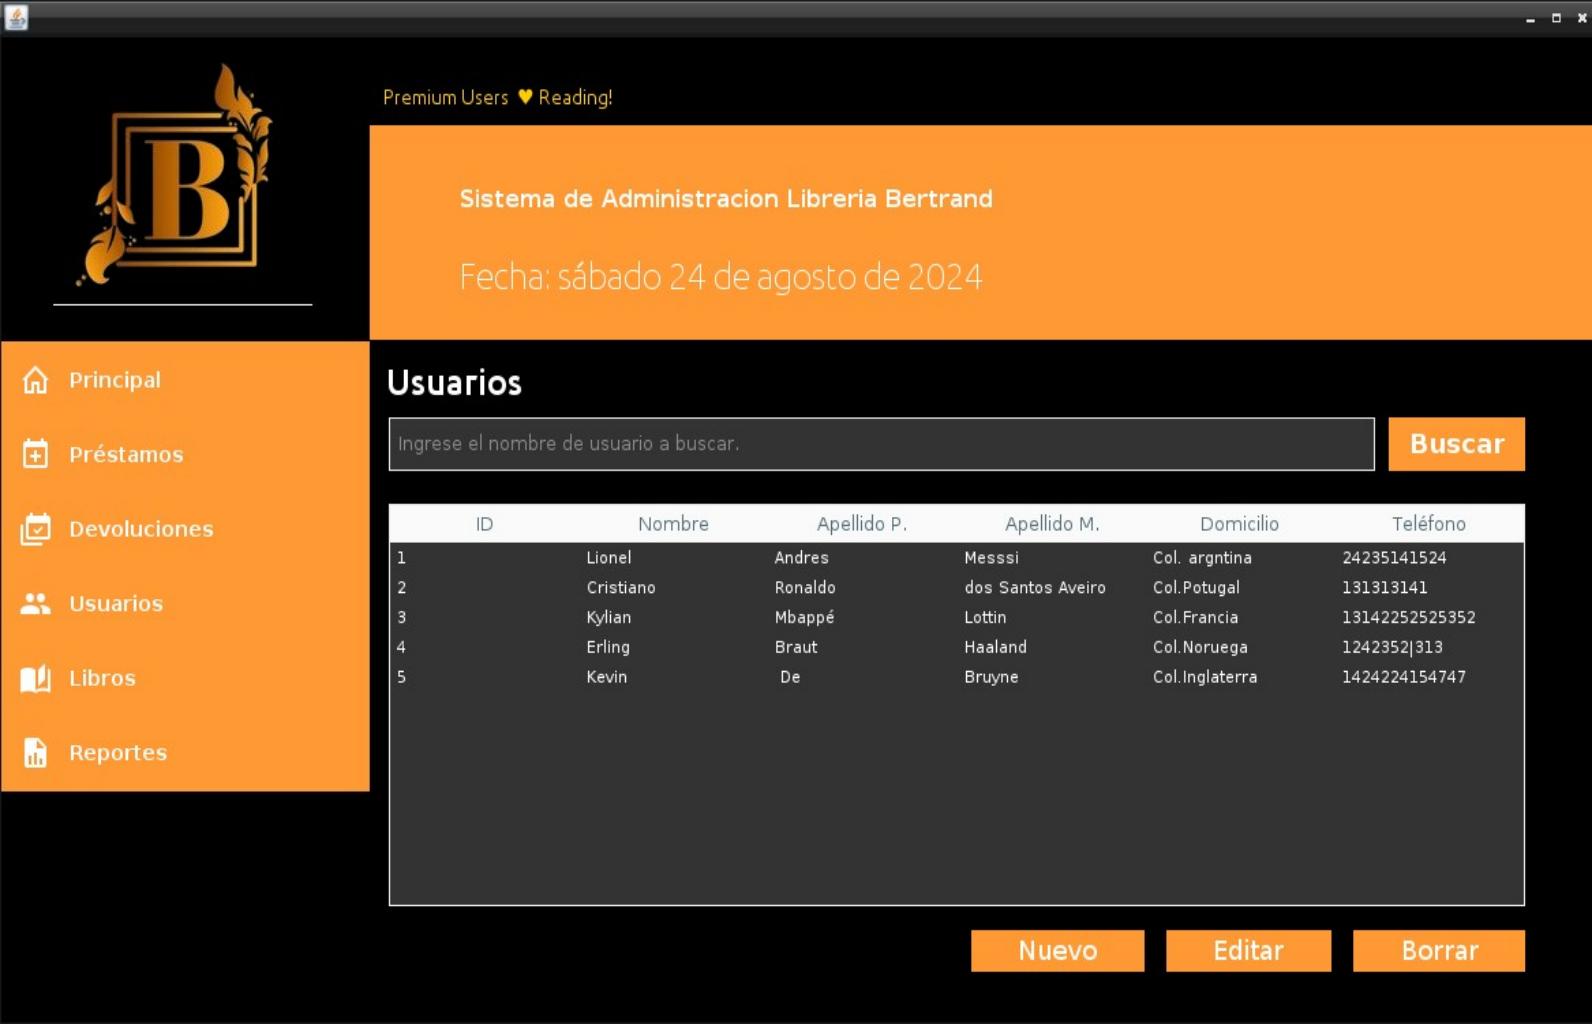 B
Premium Users ♥ Reading!
Sistema de Administracion Libreria Bertrand
Fecha: sábado 24 de agosto de 2024
Principal
Préstamos
Devoluciones
Usuarios
Libros
Reportes
Usuarios
Ingrese el nombre de usuario a buscar. Buscar
ID Nombre Apellido P. Apellido M. Domicilio Teléfono
1 Lionel Andres Messsi Col. argntina 24235141524
2 Cristiano Ronaldo dos Santos Aveiro Col.Potugal 131313141
3 Kylian Mbappé Lottin Col.Francia 13142252525352
4 Erling Braut Haaland Col.Noruega 1242352|313
5 Kevin De Bruyne Col.Inglaterra 1424224154747
Nuevo Editar Borrar